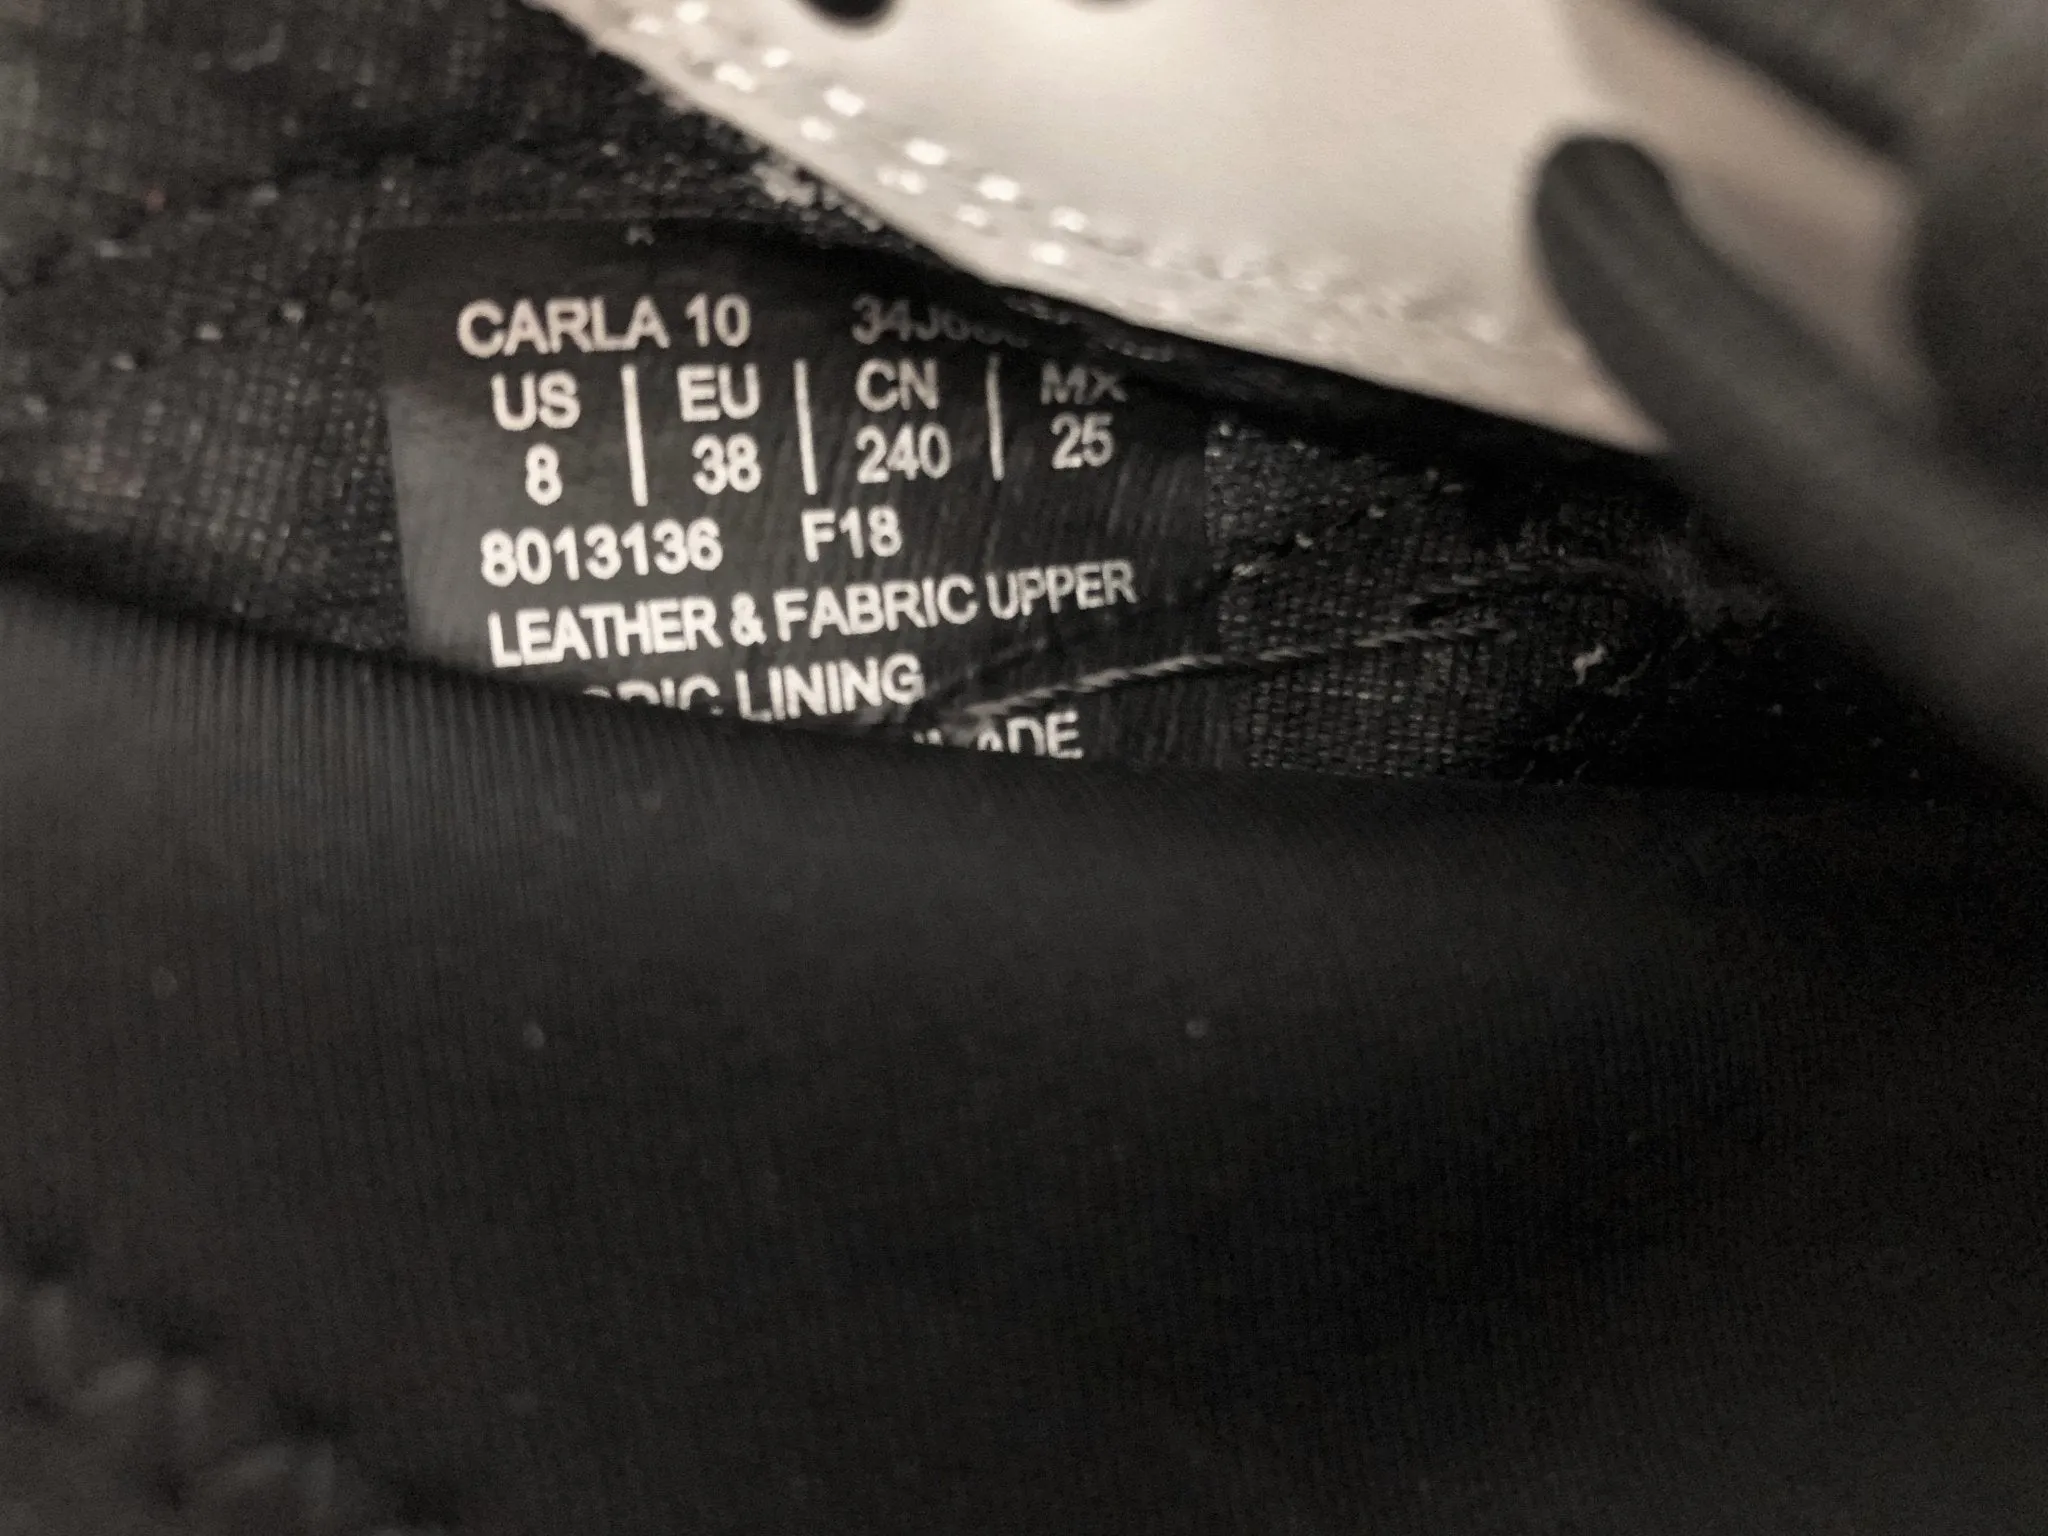 CARLA 10
US | EU | CN | MX
8 | 38 | 240 | 25
8013136 F18
LEATHER & FABRIC UPPER
LINING